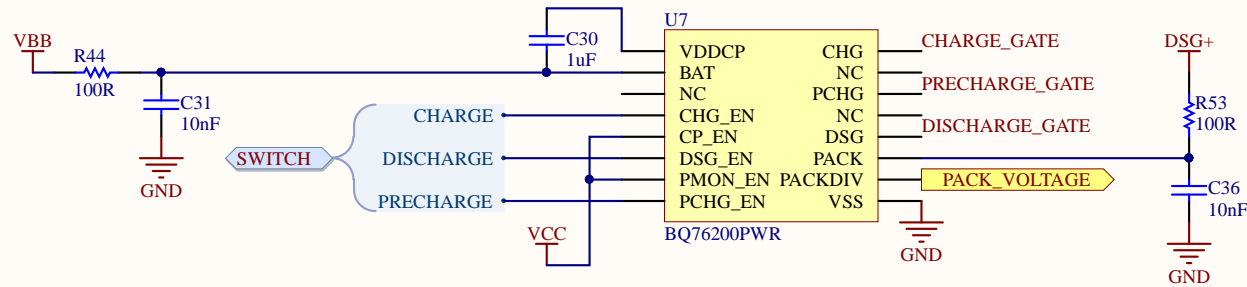 U7
VBB
R44
100R
C31
10nF
GND
C30
1uF
VDDCP
BAT
NC
CHG_EN
CP_EN
DSG_EN
PMON_EN
PCHG_EN
CHG
NC
PCHG
NC
DSG
PACK
PACKDIV
VSS
BQ76200PWR
CHARGE
DISCHARGE
PRECHARGE
SWITCH
VCC
CHARGE_GATE
PRECHARGE_GATE
DISCHARGE_GATE
PACK_VOLTAGE
GND
DSG+
R53
100R
C36
10nF
GND